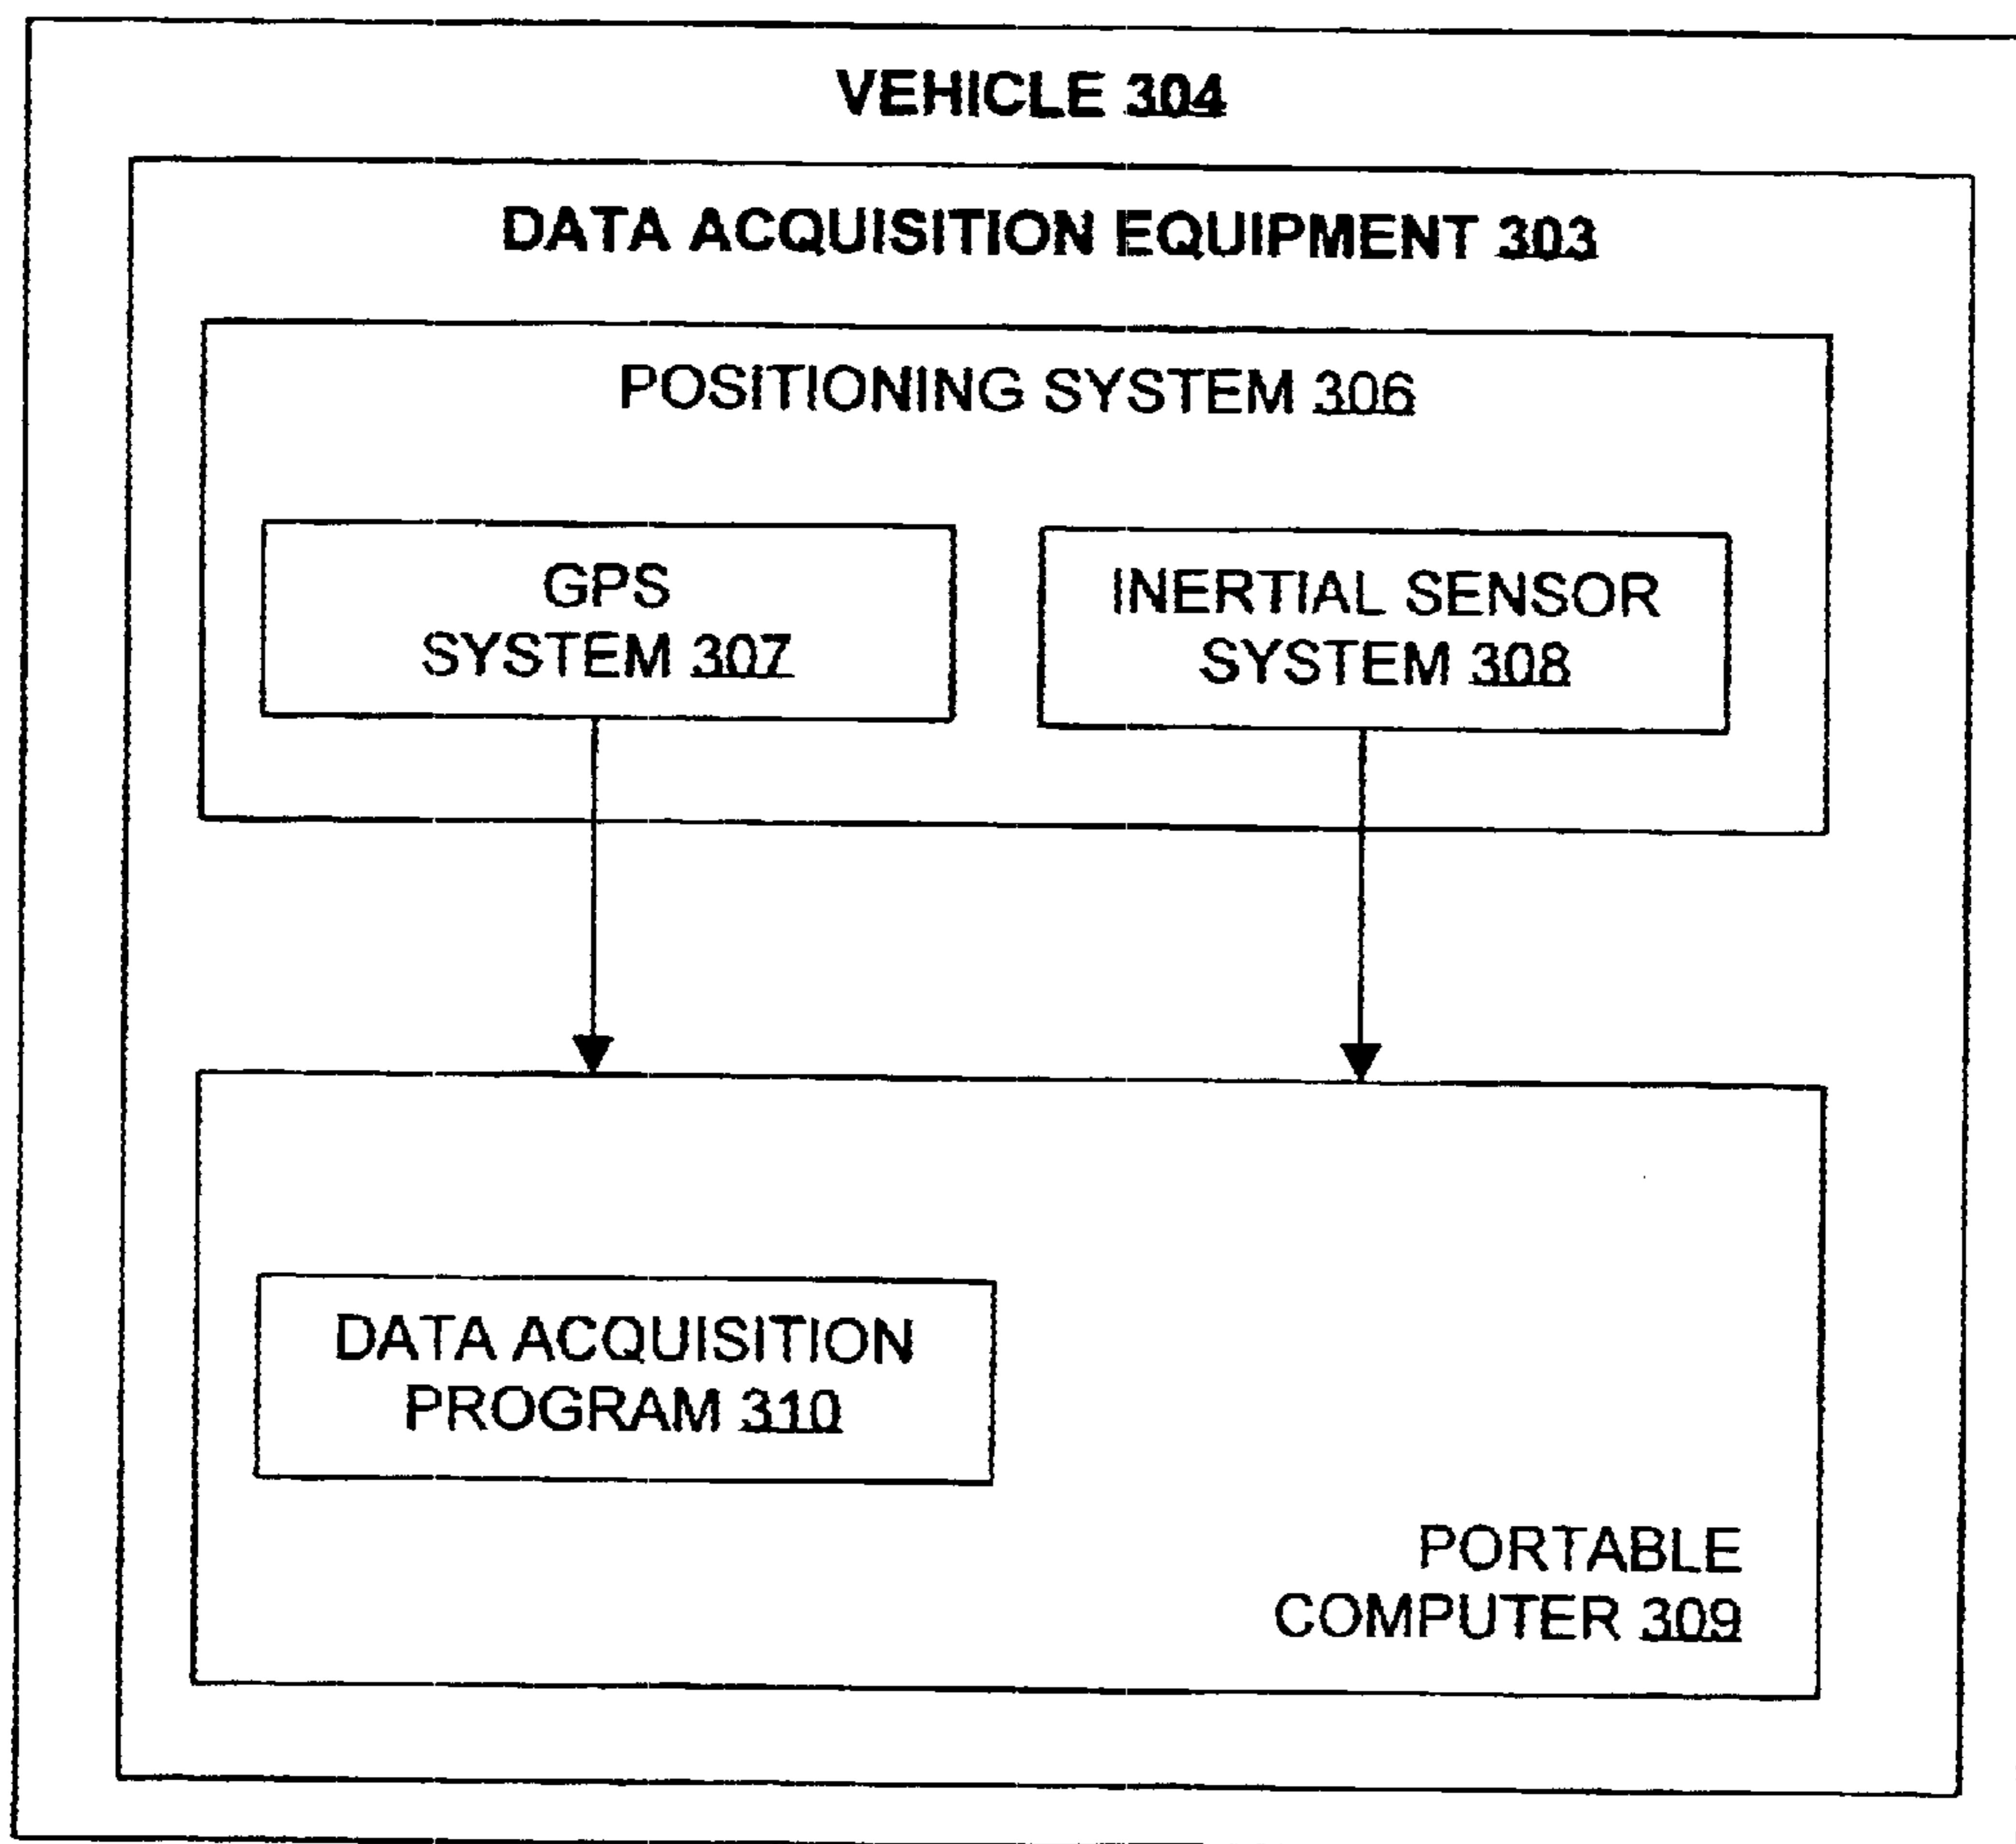 VEHICLE 304
DATA ACQUISITION EQUIPMENT 303
POSITIONING SYSTEM 306
GPS
SYSTEM 307
INERTIAL SENSOR
SYSTEM 308
DATA ACQUISITION
PROGRAM 310
PORTABLE
COMPUTER 309